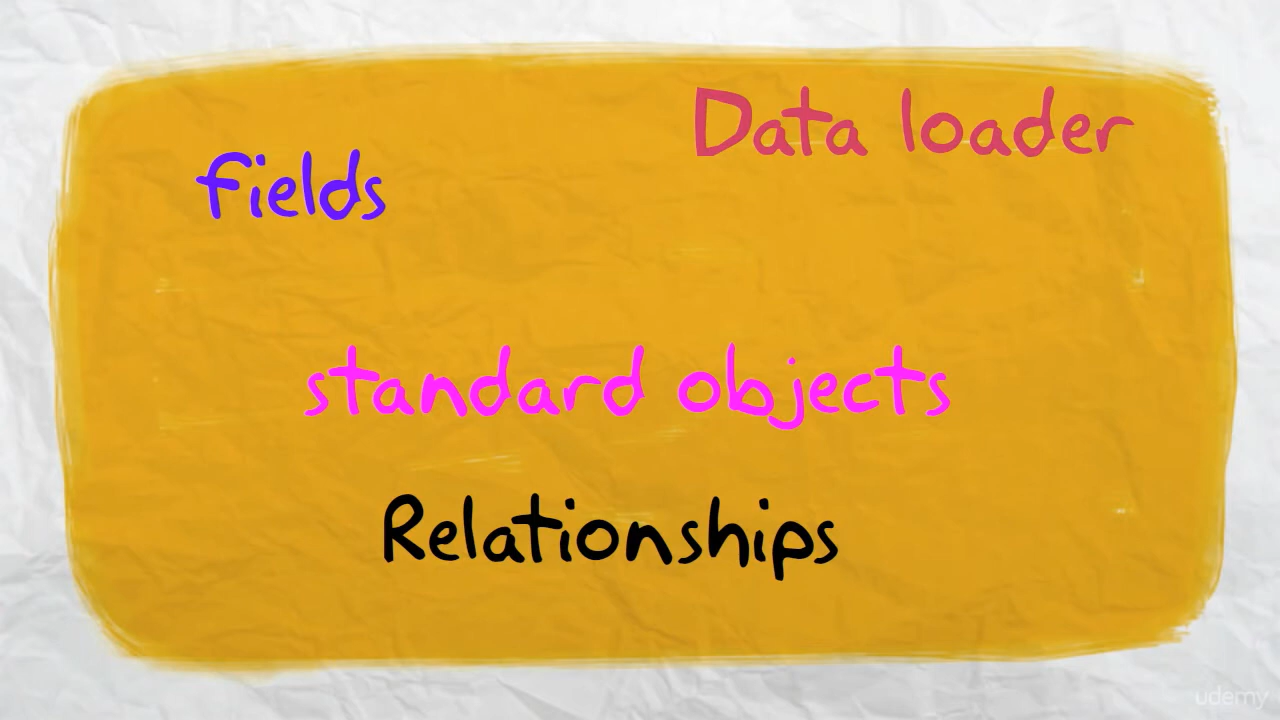 Data loader
fields
standard objects
Relationships
udemy